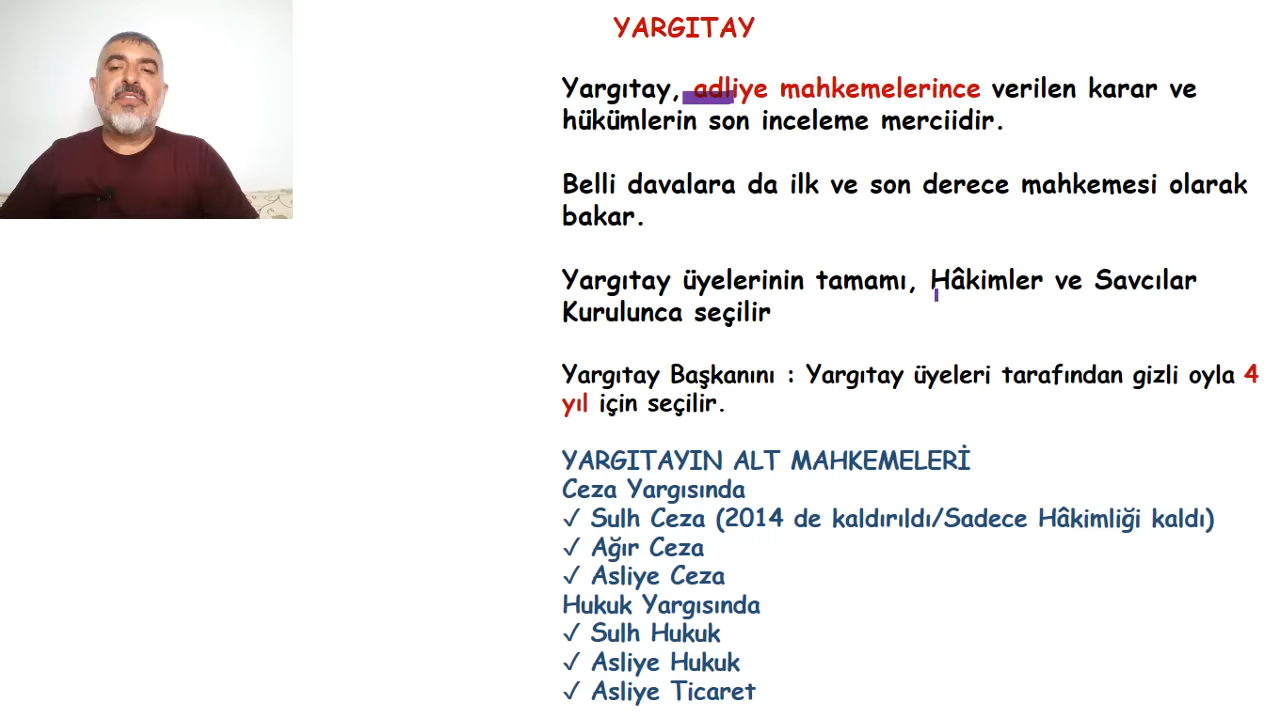 YARGITAY
Yargıtay, adliye mahkemelerince verilen karar ve
hükümlerin son inceleme merciidir.
Belli davalara da ilk ve son derece mahkemesi olarak
bakar.
Yargıtay üyelerinin tamamı, Hâkimler ve Savcılar
Kurulunca seçilir
Yargıtay Başkanını : Yargıtay üyeleri tarafından gizli oyla 4
yıl için seçilir.
YARGITAYIN ALT MAHKEMELERİ
Ceza Yargısında
✓ Sulh Ceza (2014 de kaldırıldı/Sadece Hâkimliği kaldı)
✓ Ağır Ceza
✓ Asliye Ceza
Hukuk Yargısında
✓ Sulh Hukuk
✓ Asliye Hukuk
✓ Asliye Ticaret